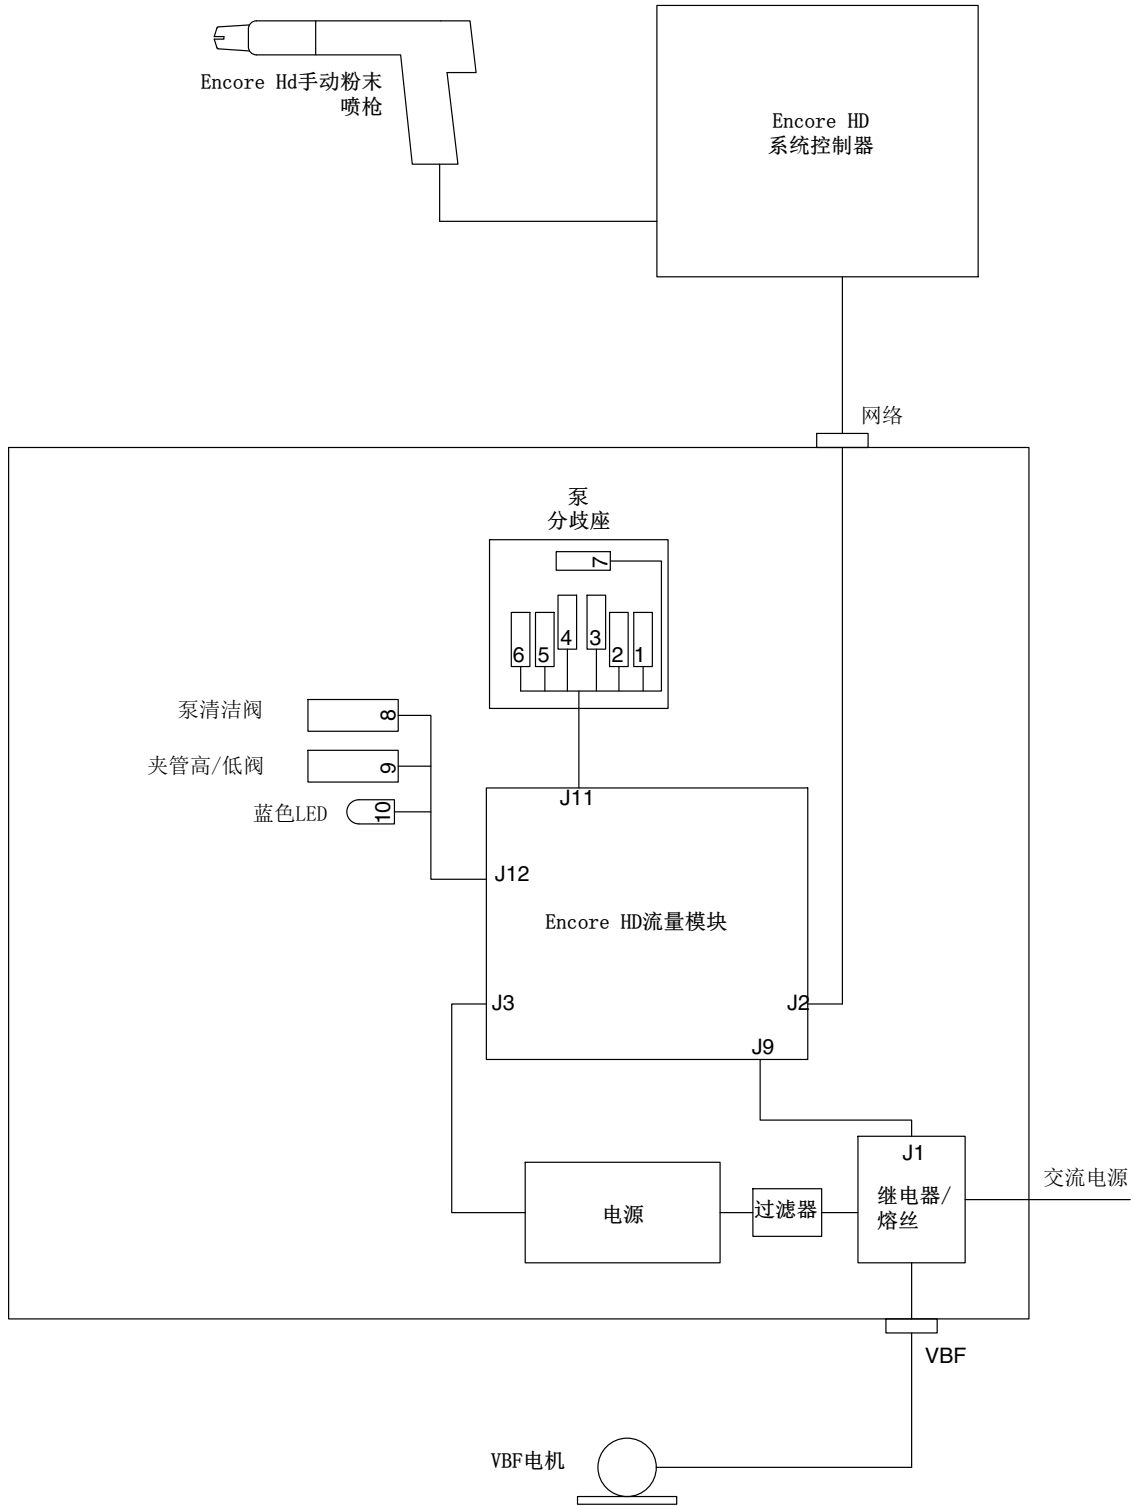 Encore Hd手动粉末
喷枪
Encore HD
系统控制器
网络
泵
分歧座
7
4
3
6
5
2
1
泵清洁阀
8
夹管高/低阀
9
蓝色LED
10
J11
J12
Encore HD流量模块
J3
J2
J9
J1
继电器/
熔丝
交流电源
电源
过滤器
VBF
VBF电机